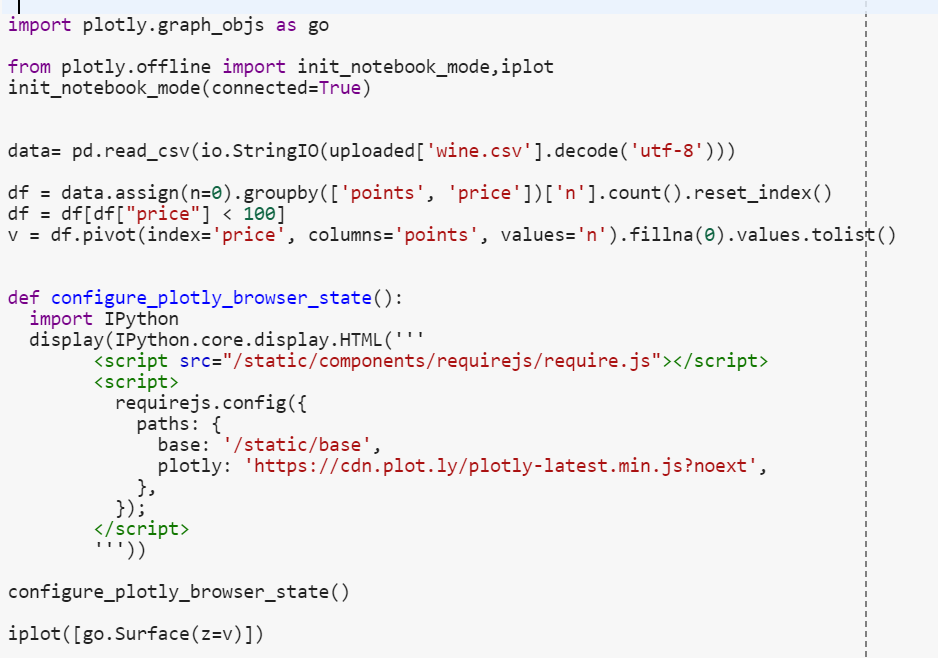 import plotly.graph_objs as go
from plotly.offline import init_notebook_mode,iplot
init_notebook_mode(connected=True)
data= pd.read_csv(io.StringIO(uploaded['wine.csv'].decode('utf-8')))
df = data.assign(n=0).groupby(['points', 'price'])['n'].count().reset_index()
df = df[df["price"] < 100]
v = df.pivot(index='price', columns='points', values='n').fillna(0).values.tolist()
def configure_plotly_browser_state():
  import IPython
  display(IPython.core.display.HTML('''
        <script src="/static/components/requirejs/require.js"></script>
        <script>
          requirejs.config({
            paths: {
              base: '/static/base',
              plotly: 'https://cdn.plot.ly/plotly-latest.min.js?noext',
            },
          });
        </script>
        '''))
configure_plotly_browser_state()
iplot([go.Surface(z=v)])